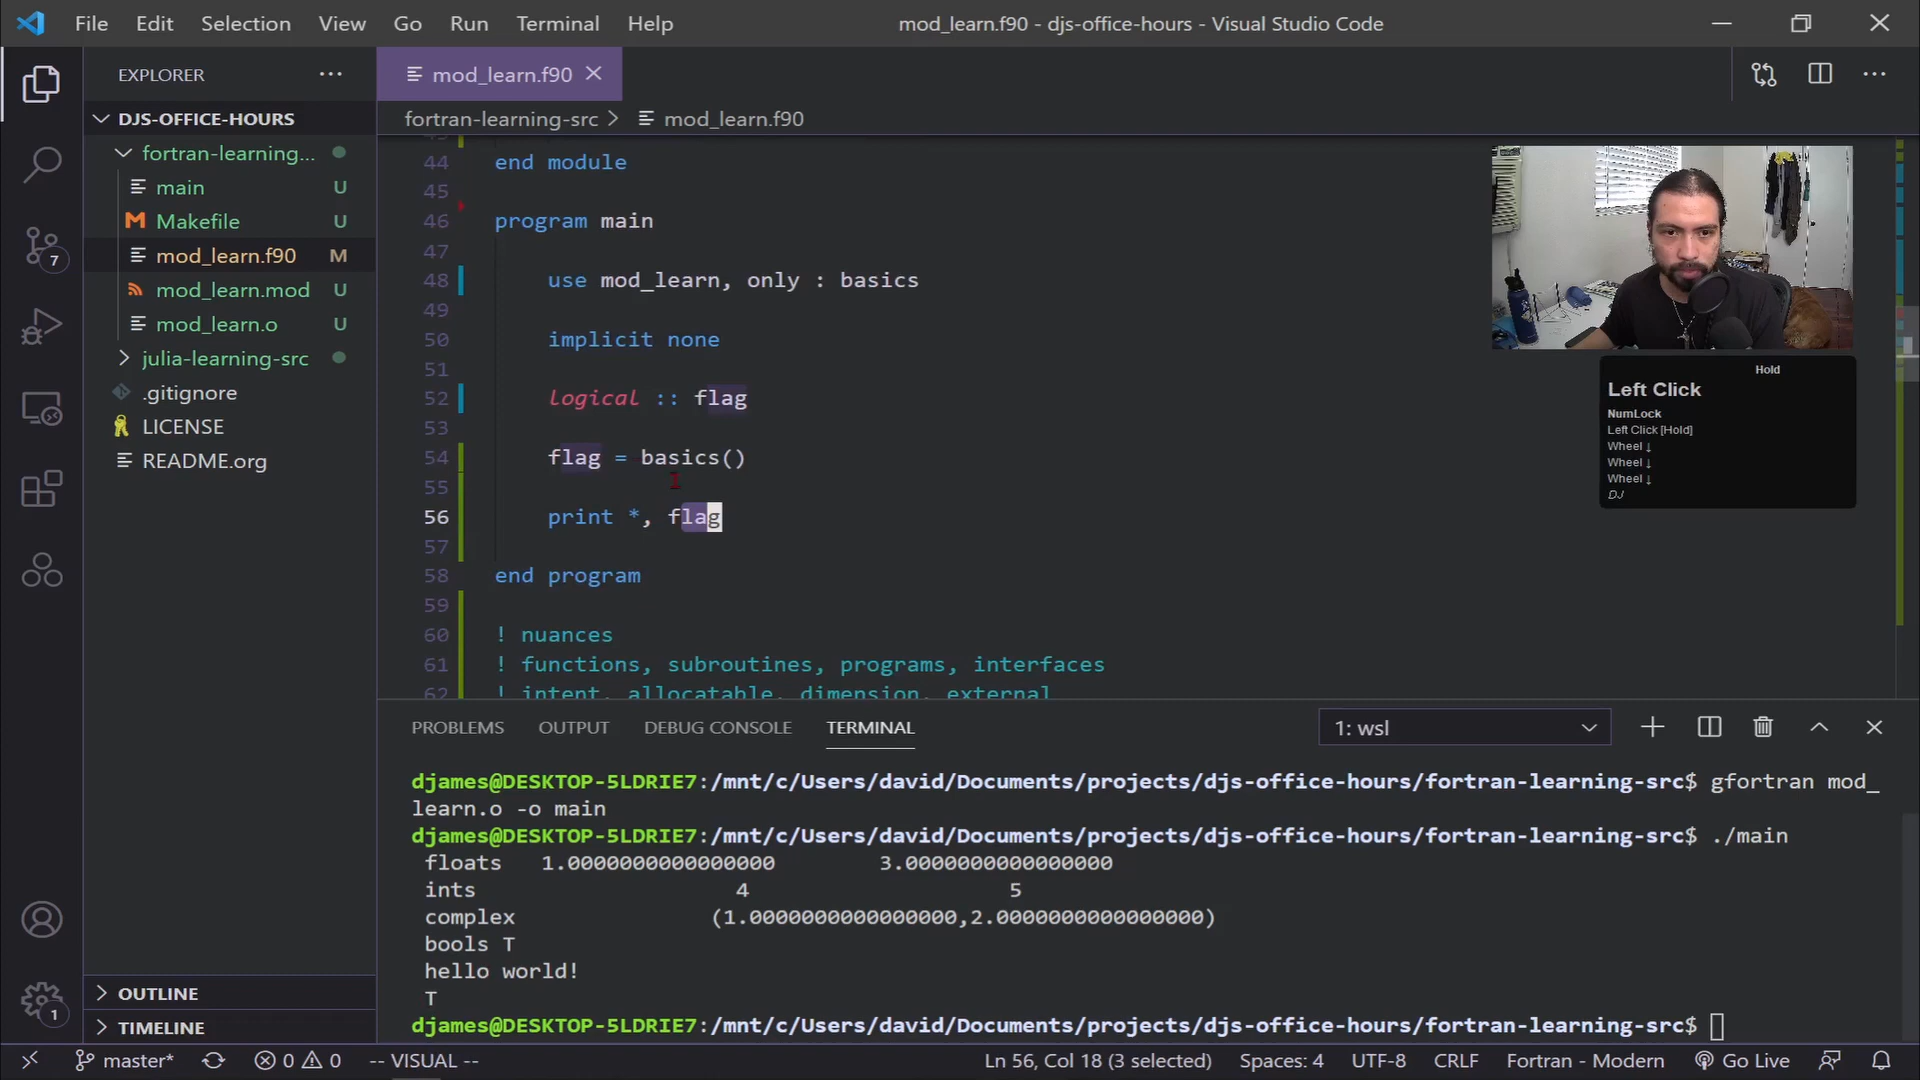 File Edit Selection View Go Run Terminal Help
mod_learn.f90 - djs-office-hours - Visual Studio Code
EXPLORER
DJS-OFFICE-HOURS
fortran-learning...
main U
Makefile U
mod_learn.f90 M
mod_learn.mod U
mod_learn.o U
julia-learning-src
.gitignore
LICENSE
README.org
OUTLINE
TIMELINE
7
1
mod_learn.f90
fortran-learning-src > mod_learn.f90
44 end module
45
46 program main
47
48 use mod_learn, only : basics
49
50 implicit none
51
52 logical :: flag
53
54 flag = basics()
55
56 print *, flag
57
58 end program
59
60 ! nuances
61 ! functions, subroutines, programs, interfaces
62 ! intent, allocatable, dimension, external
Hold
Left Click
NumLock
Left Click [Hold]
Wheel ↓
Wheel ↓
Wheel ↓
DJ
PROBLEMS OUTPUT DEBUG CONSOLE TERMINAL
1: wsl
djames@DESKTOP-5LDRIE7:/mnt/c/Users/david/Documents/projects/djs-office-hours/fortran-learning-src$ gfortran mod_
learn.o -o main
djames@DESKTOP-5LDRIE7:/mnt/c/Users/david/Documents/projects/djs-office-hours/fortran-learning-src$ ./main
floats 1.0000000000000000 3.0000000000000000
ints 4 5
complex (1.0000000000000000,2.0000000000000000)
bools T
hello world!
T
djames@DESKTOP-5LDRIE7:/mnt/c/Users/david/Documents/projects/djs-office-hours/fortran-learning-src$
master* 0 0 -- VISUAL -- Ln 56, Col 18 (3 selected) Spaces: 4 UTF-8 CRLF Fortran - Modern Go Live